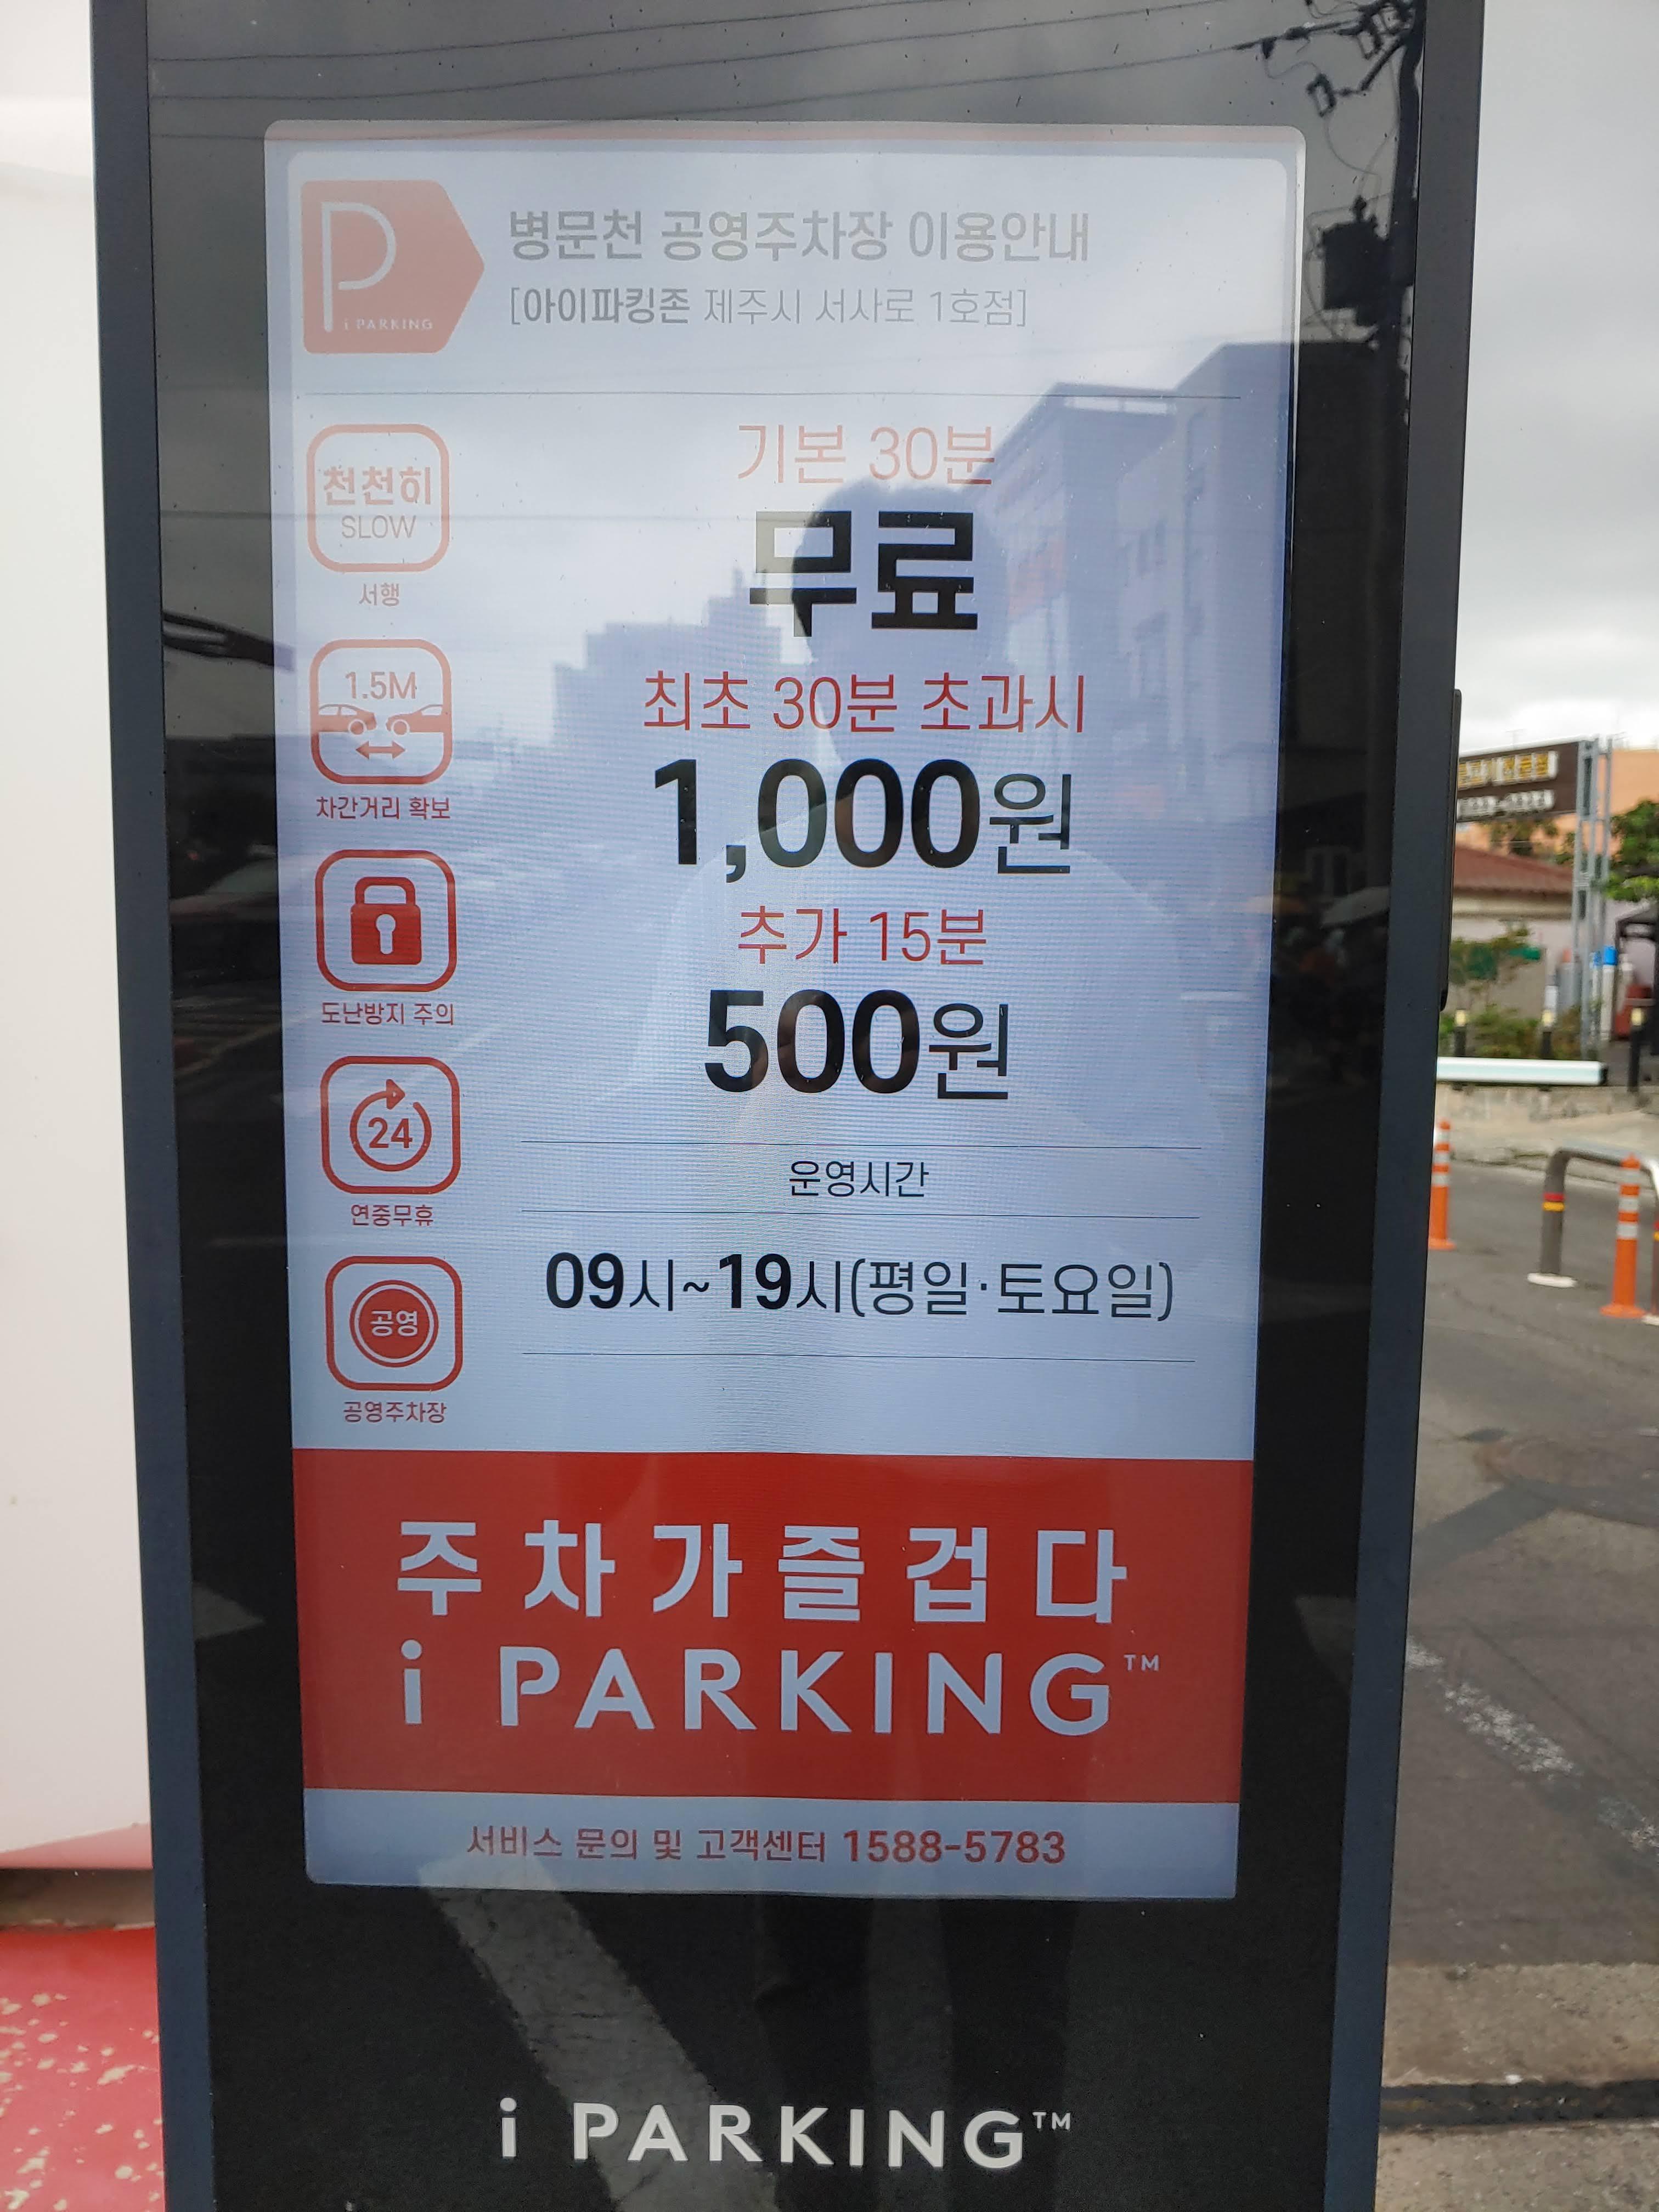 P
i PARKING
병문천 공영주차장 이용안내
[아이파킹존 제주시 서사로 1호점]
천천히
SLOW
서행
1.5M
차간거리 확보
도난방지 주의
24
연중무휴
공영
공영주차장
기본 30분
무료
최초 30분 초과시
1,000원
추가 15분
500원
운영시간
09시~19시(평일·토요일)
주차가즐겁다
i PARKING™
서비스 문의 및 고객센터 1588-5783
i PARKING™